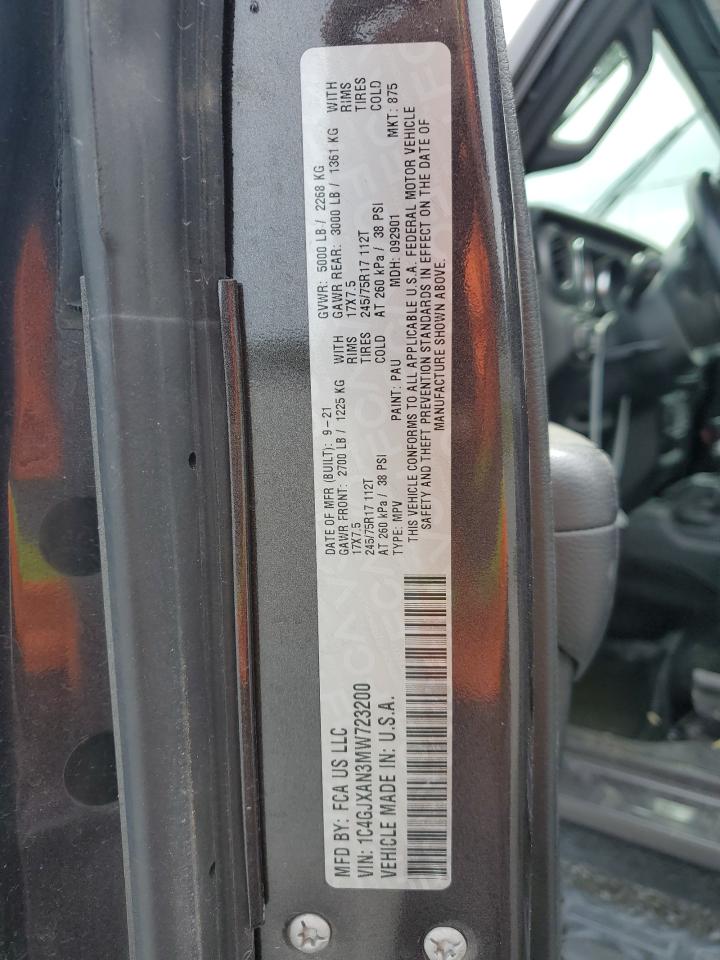 MFD BY: FCA US LLC
VIN: 1C4GJXAN3MW723200
VEHICLE MADE IN: U.S.A.
DATE OF MFR (BUILT): 9-21 GVWR: 5000 LB / 2268 KG
GAWR FRONT: 2700 LB / 1225 KG WITH GAWR REAR: 3000 LB / 1361 KG WITH
17X7.5 RIMS 17X7.5 RIMS
245/75R17 112T TIRES 245/75R17 112T TIRES
AT 260 kPa / 38 PSI COLD AT 260 kPa / 38 PSI COLD
TYPE: MPV PAINT: PAU MDH: 092901 MKT: 875
THIS VEHICLE CONFORMS TO ALL APPLICABLE U.S.A. FEDERAL MOTOR VEHICLE
SAFETY AND THEFT PREVENTION STANDARDS IN EFFECT ON THE DATE OF
MANUFACTURE SHOWN ABOVE.